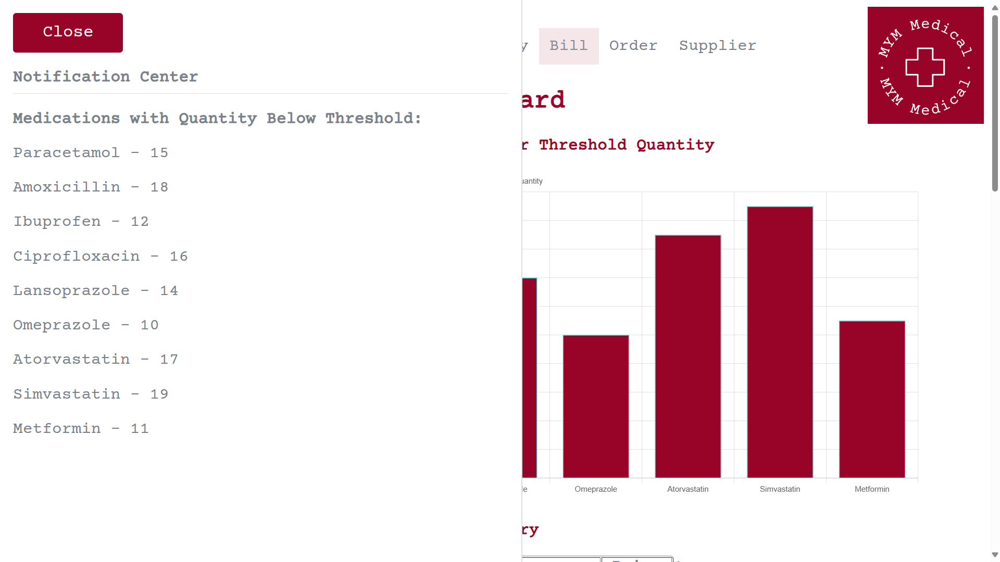 Close
Notification Center
Medications with Quantity Below Threshold:
Paracetamol - 15
Amoxicillin - 18
Ibuprofen - 12
Ciprofloxacin - 16
Lansoprazole - 14
Omeprazole - 10
Atorvastatin - 17
Simvastatin - 19
Metformin - 11
y Bill Order Supplier
MYM Medical · MYM Medical ·
ard
r Threshold Quantity
uantity
le Omeprazole Atorvastatin Simvastatin Metformin
ry